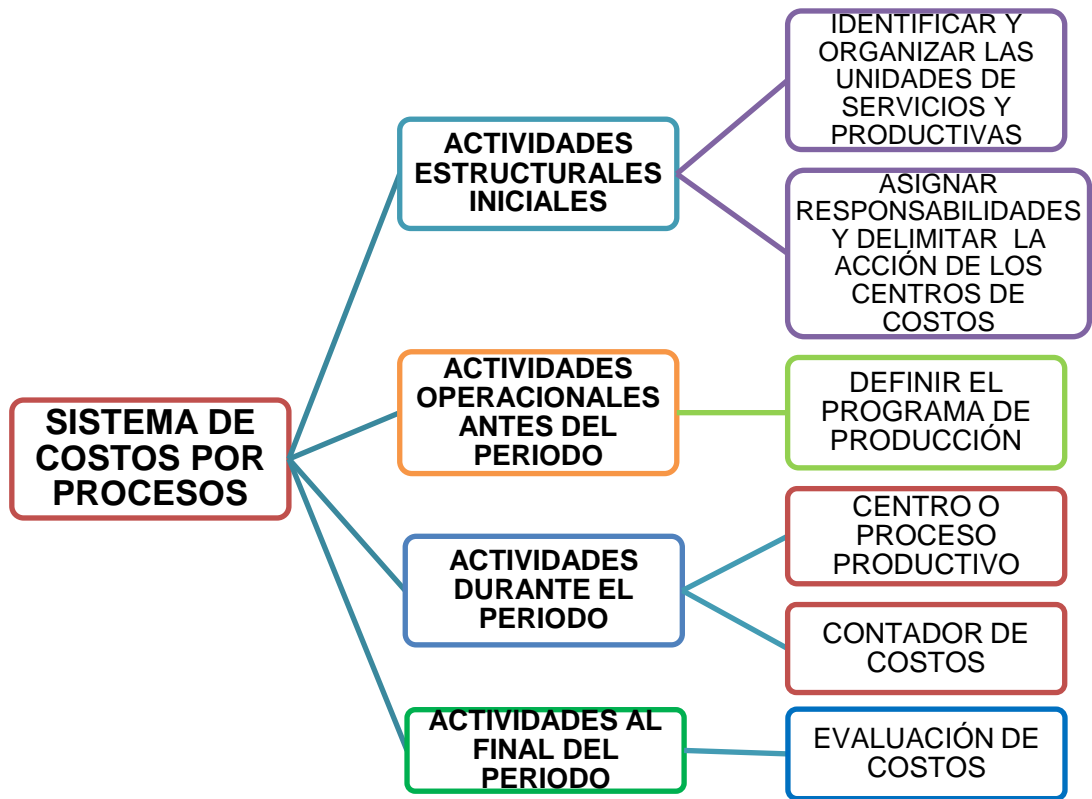 SISTEMA DE
COSTOS POR
PROCESOS
ACTIVIDADES
ESTRUCTURALES
INICIALES
IDENTIFICAR Y
ORGANIZAR LAS
UNIDADES DE
SERVICIOS Y
PRODUCTIVAS
ASIGNAR
RESPONSABILIDADES
Y DELIMITAR LA
ACCIÓN DE LOS
CENTROS DE
COSTOS
ACTIVIDADES
OPERACIONALES
ANTES DEL
PERIODO
DEFINIR EL
PROGRAMA DE
PRODUCCIÓN
ACTIVIDADES
DURANTE EL
PERIODO
CENTRO O
PROCESO
PRODUCTIVO
CONTADOR DE
COSTOS
ACTIVIDADES AL
FINAL DEL
PERIODO
EVALUACIÓN DE
COSTOS